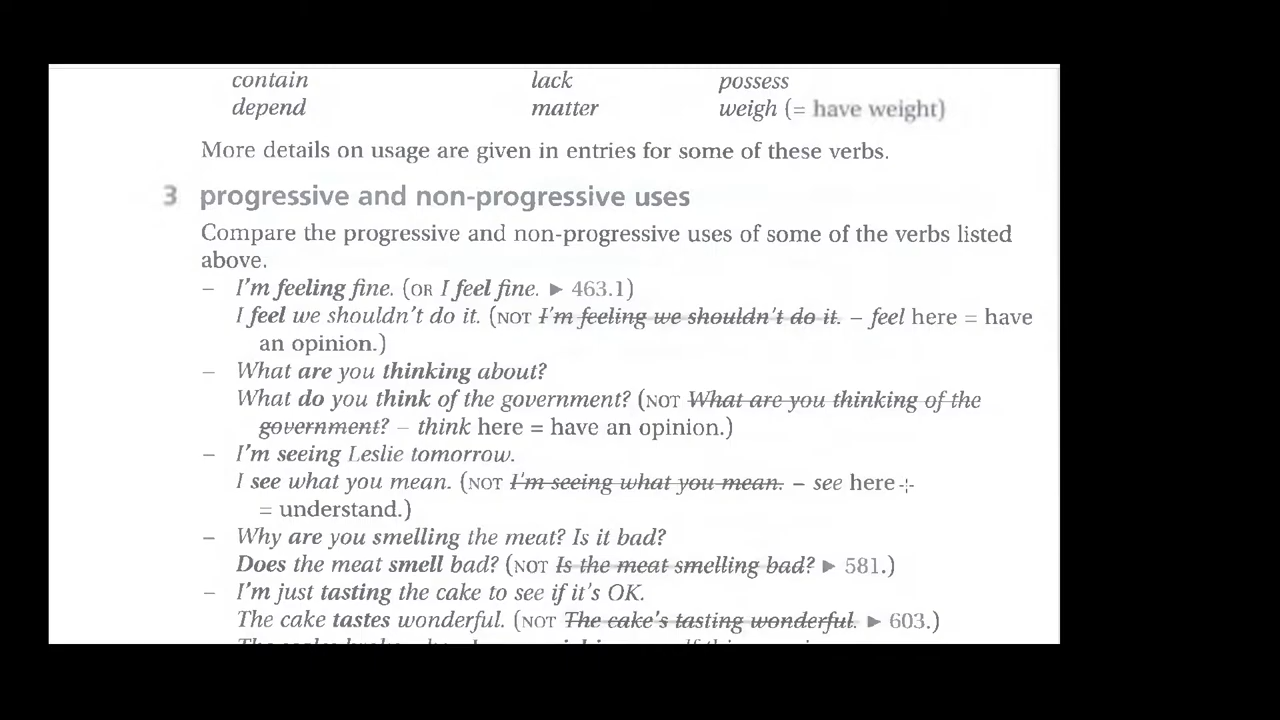 contain lack possess
depend matter weigh (= have weight)
More details on usage are given in entries for some of these verbs.
3 progressive and non-progressive uses
Compare the progressive and non-progressive uses of some of the verbs listed
above.
– I'm feeling fine. (OR I feel fine. ► 463.1)
I feel we shouldn't do it. (NOT I'm feeling we shouldn't do it. – feel here = have
an opinion.)
– What are you thinking about?
What do you think of the government? (NOT What are you thinking of the
government? – think here = have an opinion.)
– I'm seeing Leslie tomorrow.
I see what you mean. (NOT I'm seeing what you mean. – see here
= understand.)
– Why are you smelling the meat? Is it bad?
Does the meat smell bad? (NOT Is the meat smelling bad? ► 581.)
– I'm just tasting the cake to see if it's OK.
The cake tastes wonderful. (NOT The cake's tasting wonderful. ► 603.)